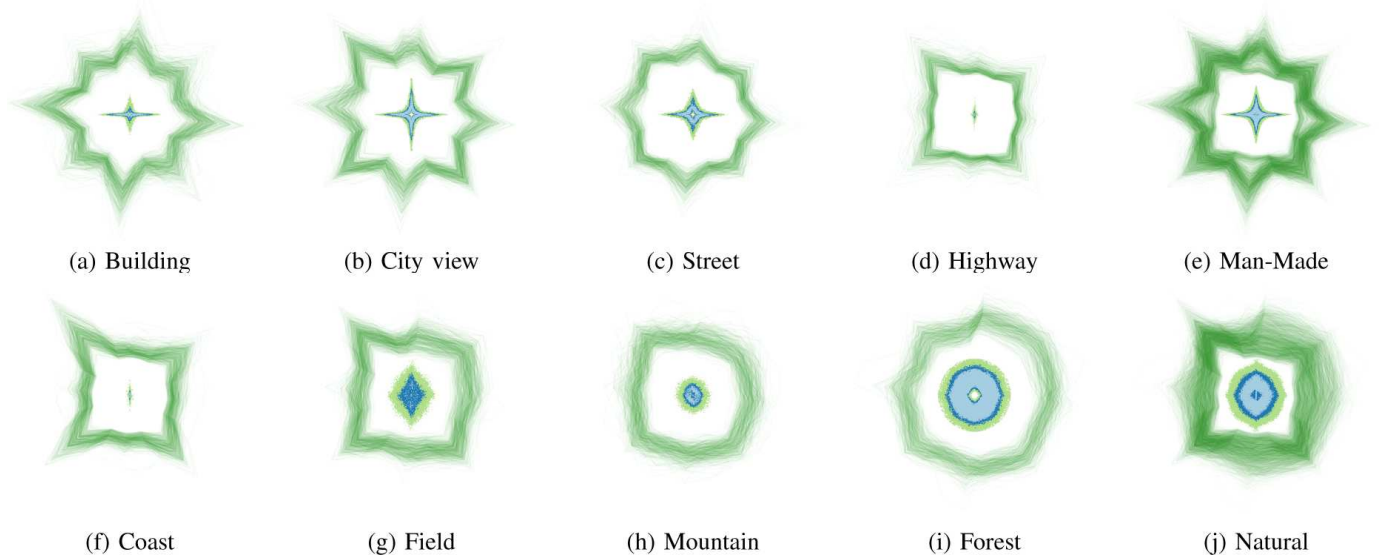 (a) Building
(b) City view
(c) Street
(d) Highway
(e) Man-Made
(f) Coast
(g) Field
(h) Mountain
(i) Forest
(j) Natural